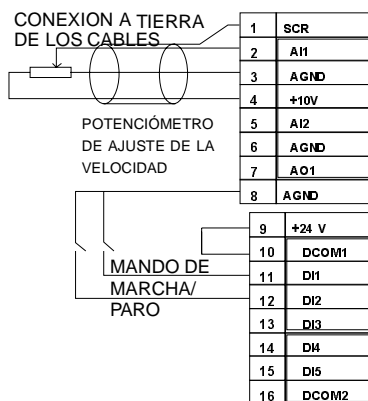 CONEXION A TIERRA
DE LOS CABLES
POTENCIÓMETRO
DE AJUSTE DE LA
VELOCIDAD
MANDO DE
MARCHA/
PARO
1 SCR
2 AI1
3 AGND
4 +10V
5 AI2
6 AGND
7 AO1
8 AGND
9 +24 V
10 DCOM1
11 DI1
12 DI2
13 DI3
14 DI4
15 DI5
16 DCOM2